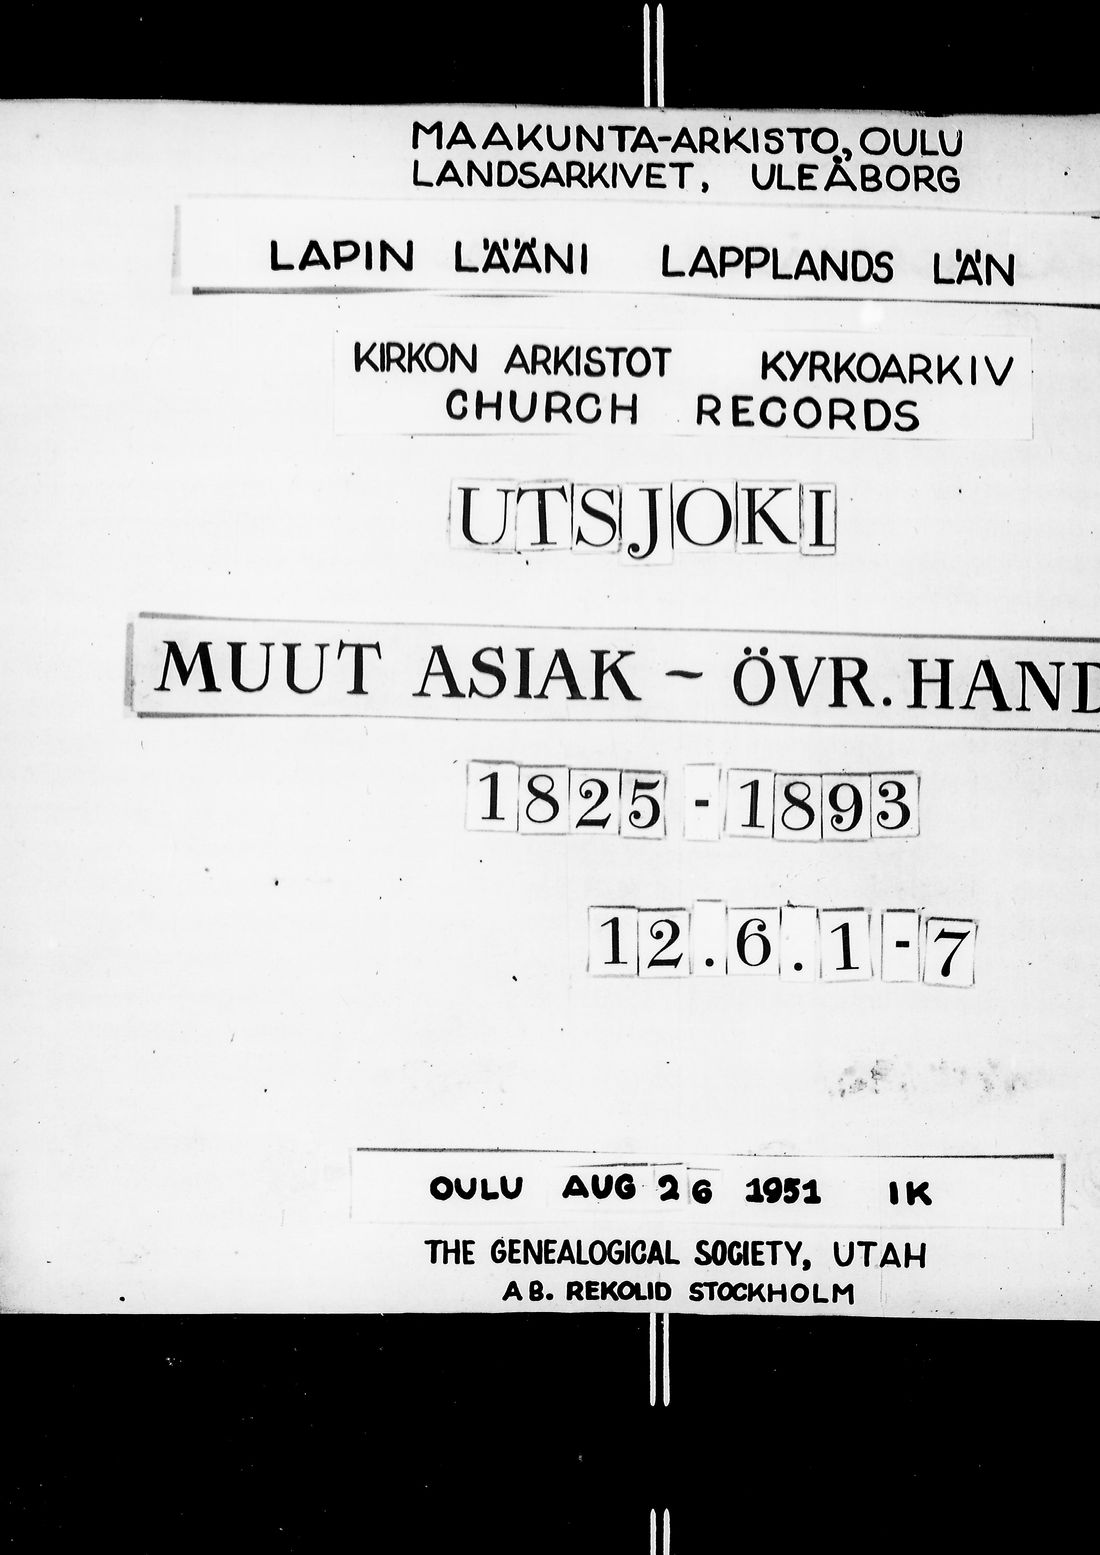 MAAKUNTA-ARKISTO, OULU
LANDSARKIVET, ULEÅBORG
LAPIN LÄÄNI LAPPLANDS LÄN
KIRKON ARKISTOT KYRKOARKIV
CHURCH RECORDS
UTSJOKI
MUUT ASIAK ~ ÖVR. HAND
1825 - 1893
12.6.1-7
OULU AUG 26 1951 IK
THE GENEALOGICAL SOCIETY, UTAH
AB. REKOLID STOCKHOLM